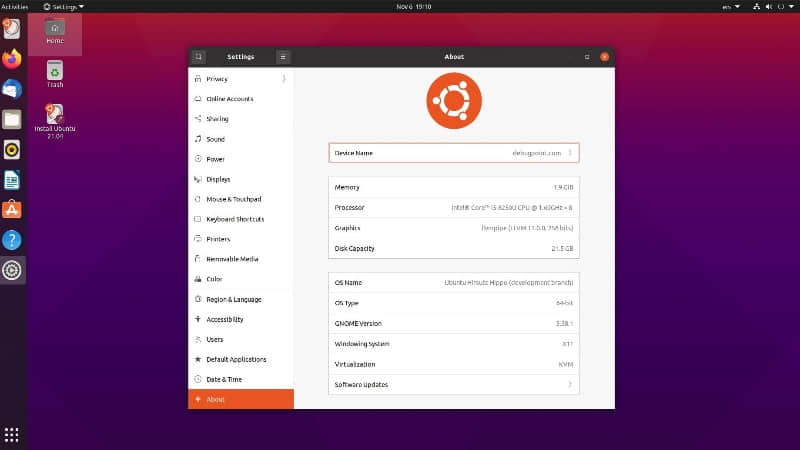 Activities
Settings
Nov 6 19:10
en
Home
Trash
Install Ubuntu
21.04
Settings
About
Privacy
Online Accounts
Sharing
Sound
Power
Displays
Mouse & Touchpad
Keyboard Shortcuts
Printers
Removable Media
Color
Region & Language
Accessibility
Users
Default Applications
Date & Time
About
Device Name debugpoint.com
Memory 1.9 GiB
Processor Intel® Core™ i5-8250U CPU @ 1.60GHz × 8
Graphics llvmpipe (LLVM 11.0.0, 256 bits)
Disk Capacity 21.5 GB
OS Name Ubuntu Hirsute Hippo (development branch)
OS Type 64-bit
GNOME Version 3.38.1
Windowing System X11
Virtualization KVM
Software Updates